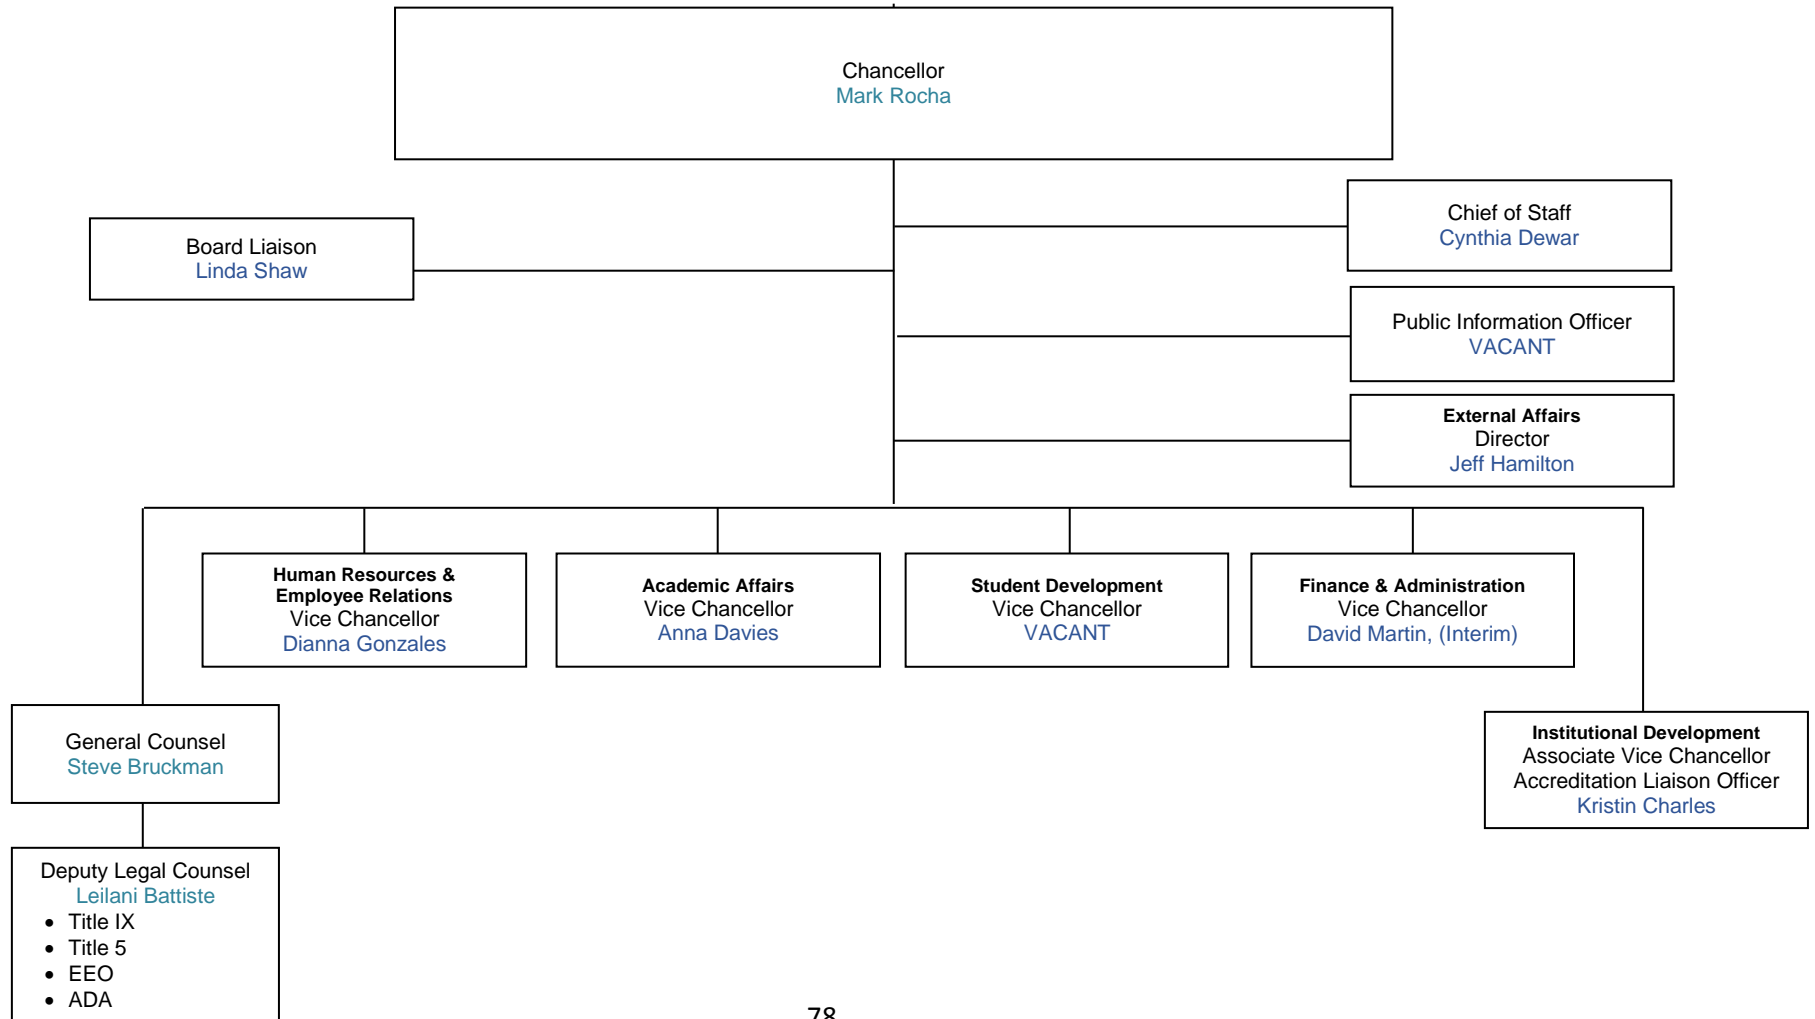 Chancellor
Mark Rocha
Chief of Staff
Cynthia Dewar
Board Liaison
Linda Shaw
Public Information Officer
VACANT
External Affairs
Director
Jeff Hamilton
Human Resources &
Employee Relations
Vice Chancellor
Dianna Gonzales
Academic Affairs
Vice Chancellor
Anna Davies
Student Development
Vice Chancellor
VACANT
Finance & Administration
Vice Chancellor
David Martin, (Interim)
General Counsel
Steve Bruckman
Institutional Development
Associate Vice Chancellor
Accreditation Liaison Officer
Kristin Charles
Deputy Legal Counsel
Leilani Battiste
• Title IX
• Title 5
• EEO
• ADA
78